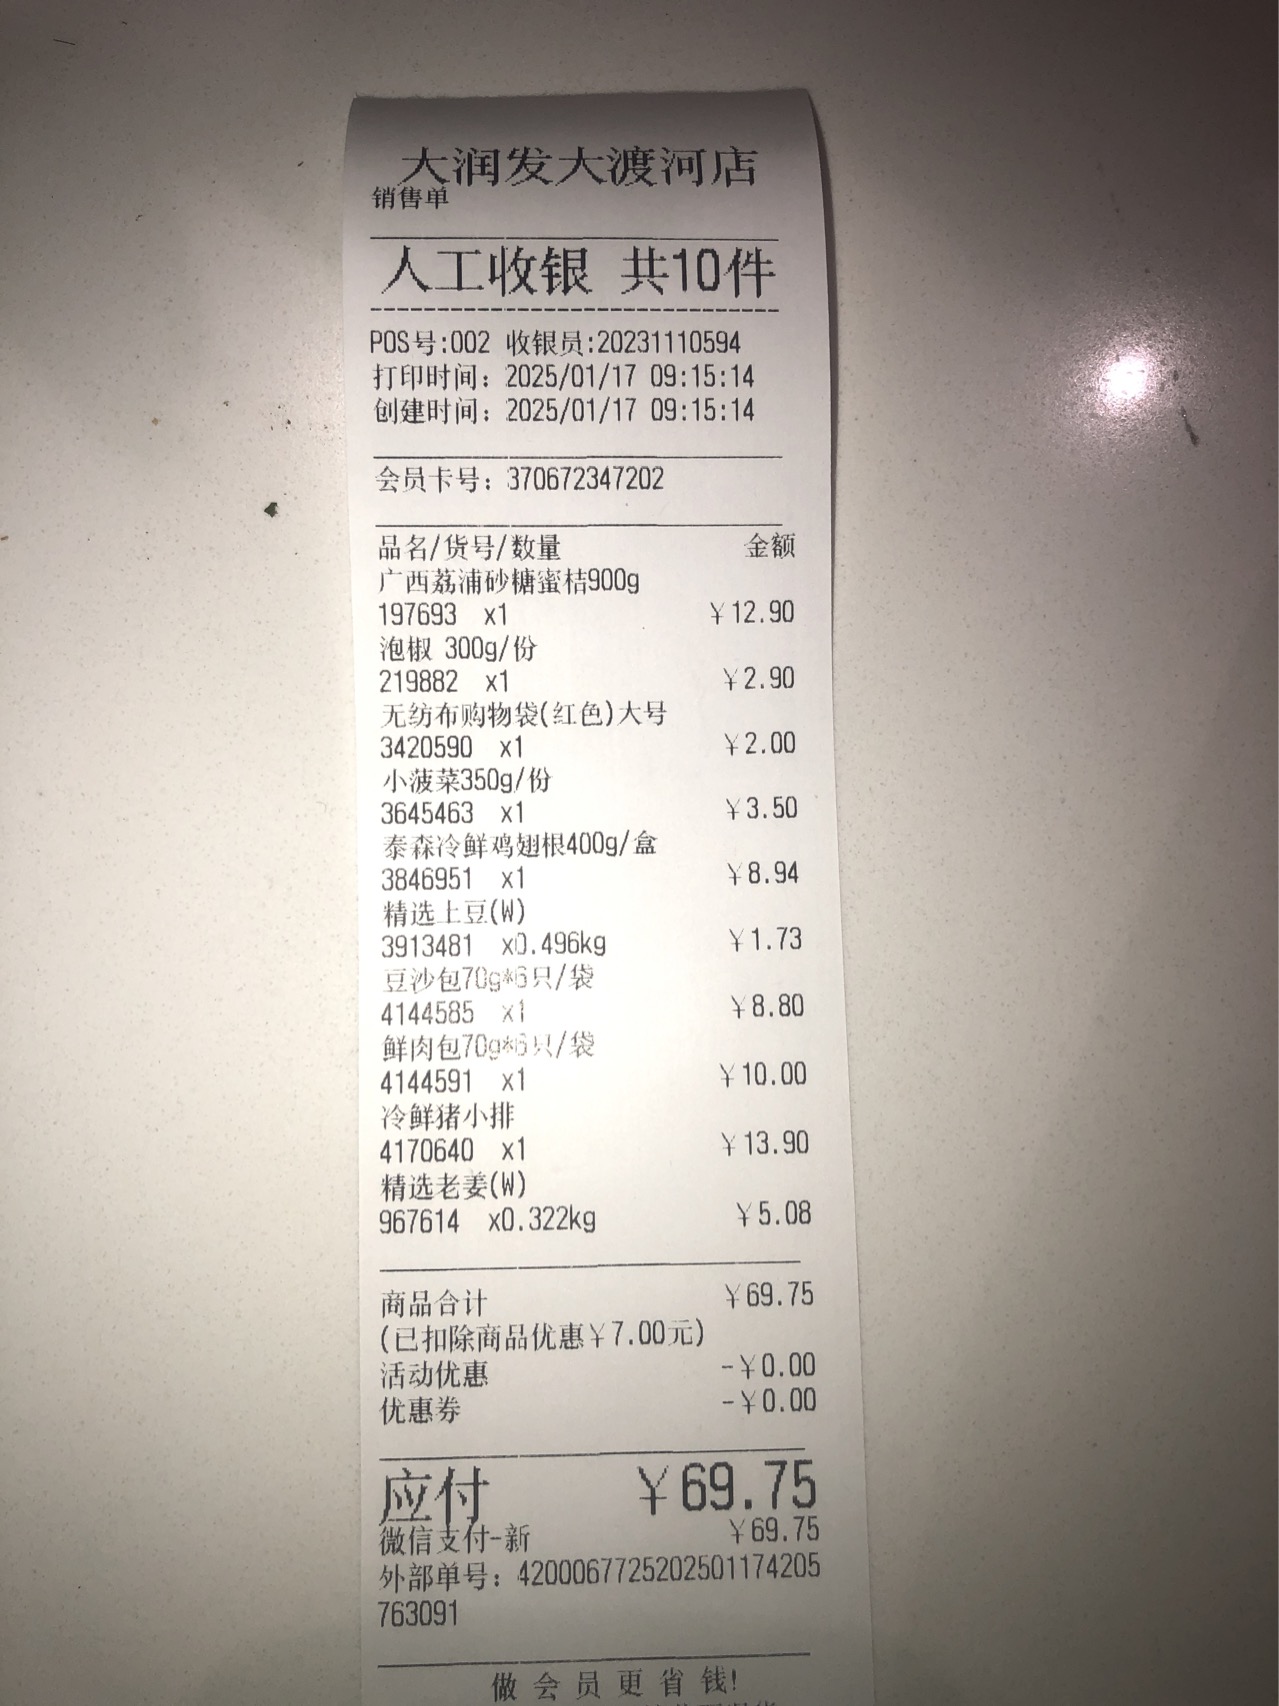 大润发大渡河店
销售单
人工收银 共10件
POS号:002 收银员:20231110594
打印时间: 2025/01/17 09:15:14
创建时间: 2025/01/17 09:15:14
会员卡号: 370672347202
品名/货号/数量 金额
广西荔浦砂糖蜜桔900g
197693 x1 ¥12.90
泡椒 300g/份
219882 x1 ¥2.90
无纺布购物袋(红色)大号
3420590 x1 ¥2.00
小菠菜350g/份
3645463 x1 ¥3.50
泰森冷鲜鸡翅根400g/盒
3846951 x1 ¥8.94
精选土豆(W)
3913481 x0.496kg ¥1.73
豆沙包70g*6只/袋
4144585 x1 ¥8.80
鲜肉包70g*6只/袋
4144591 x1 ¥10.00
冷鲜猪小排
4170640 x1 ¥13.90
精选老姜(W)
967614 x0.322kg ¥5.08
商品合计 ¥69.75
(已扣除商品优惠¥7.00元)
活动优惠 -¥0.00
优惠券 -¥0.00
应付 ¥69.75
微信支付-新 ¥69.75
外部单号: 4200067725202501174205
763091
做会员更省钱!